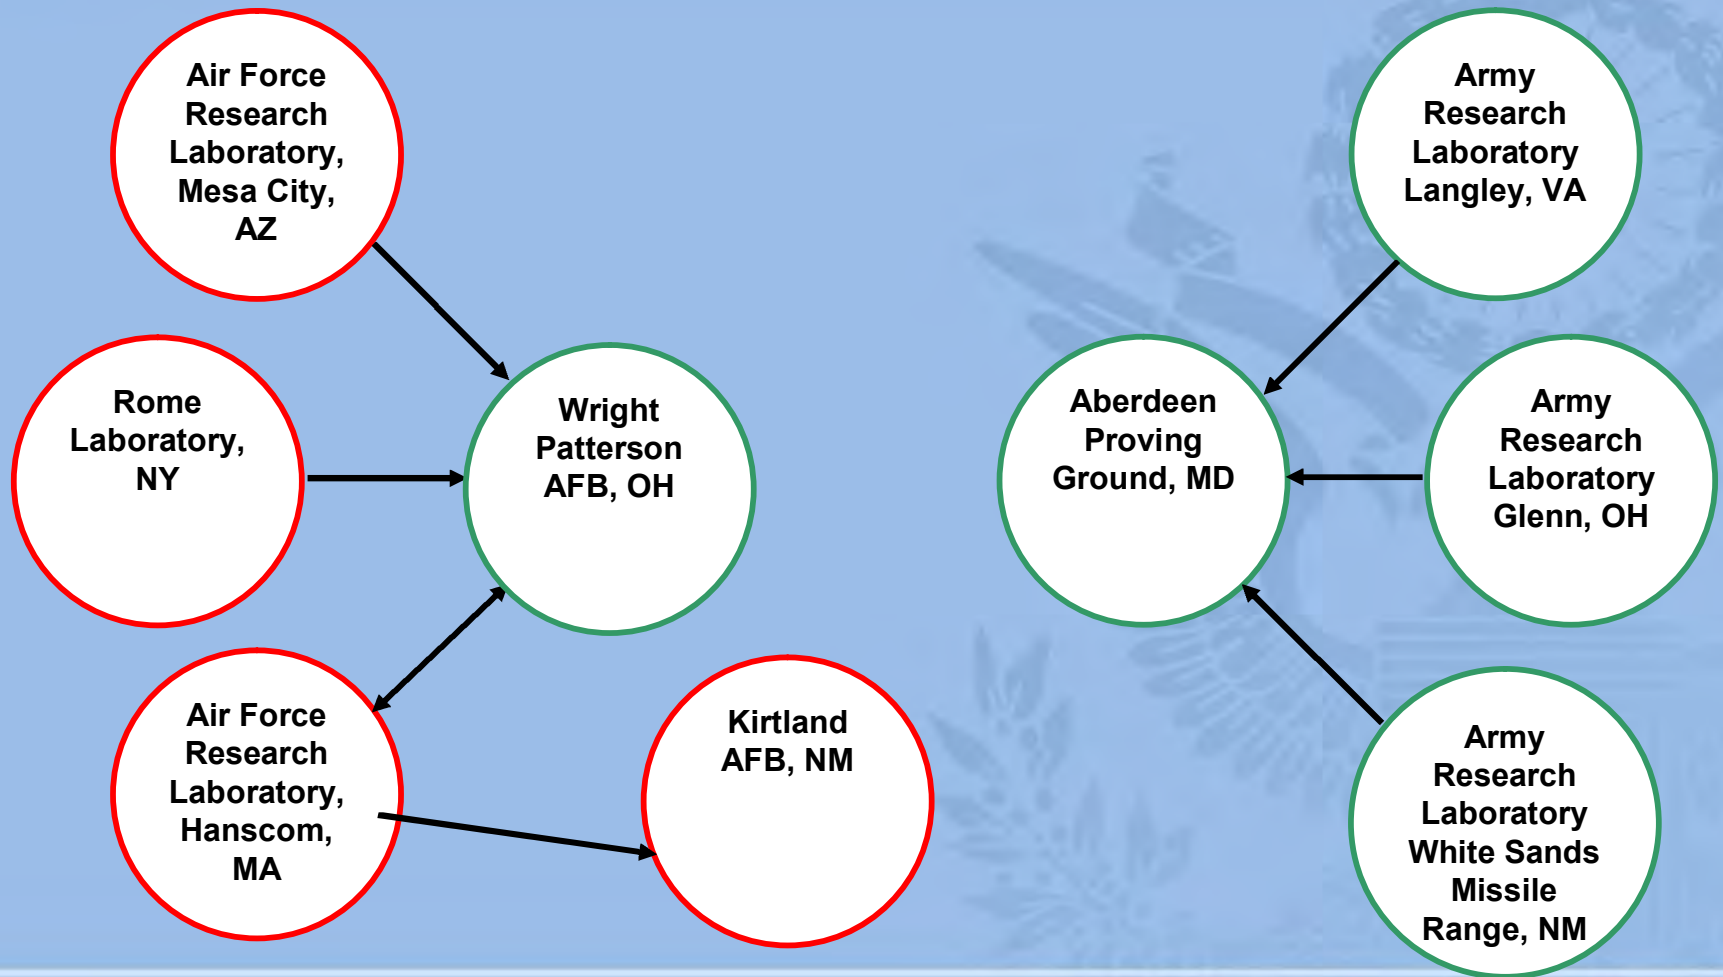 Air Force
Research
Laboratory,
Mesa City,
AZ
Army
Research
Laboratory
Langley, VA
Rome
Laboratory,
NY
Wright
Patterson
AFB, OH
Aberdeen
Proving
Ground, MD
Army
Research
Laboratory
Glenn, OH
Air Force
Research
Laboratory,
Hanscom,
MA
Kirtland
AFB, NM
Army
Research
Laboratory
White Sands
Missile
Range, NM